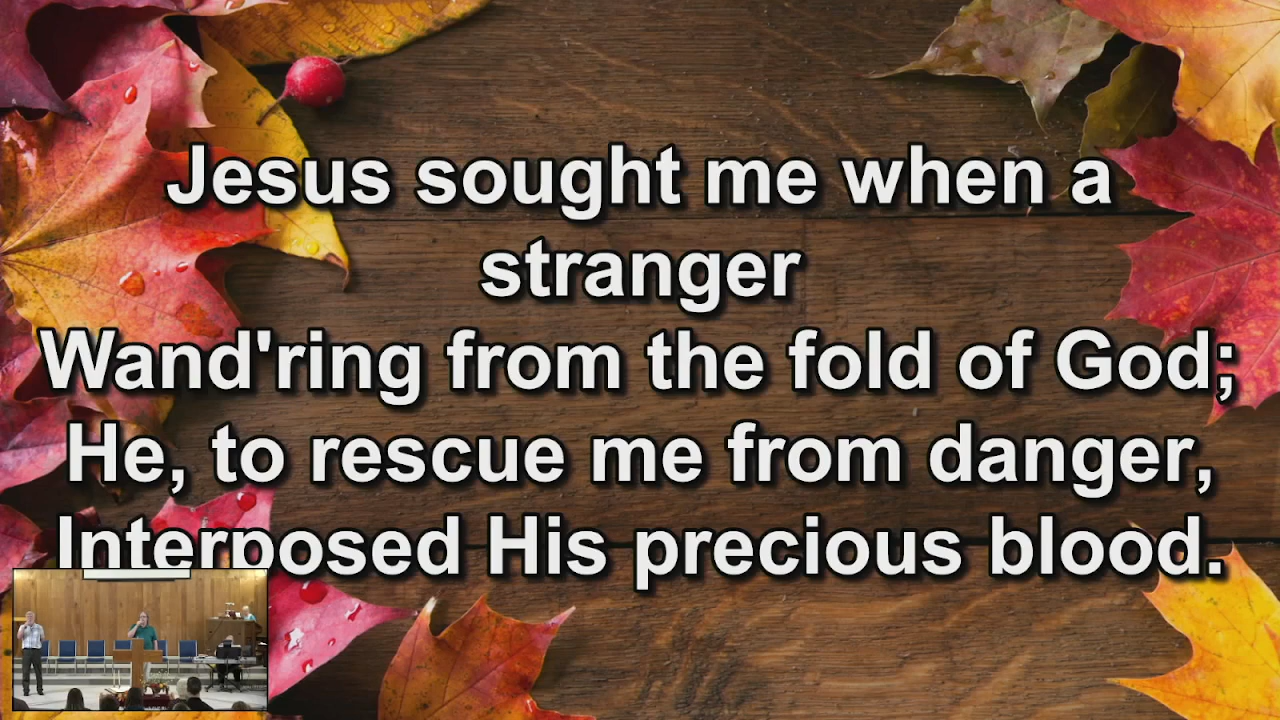 Jesus sought me when a
stranger
Wand'ring from the fold of God;
He, to rescue me from danger,
Interposed His precious blood.